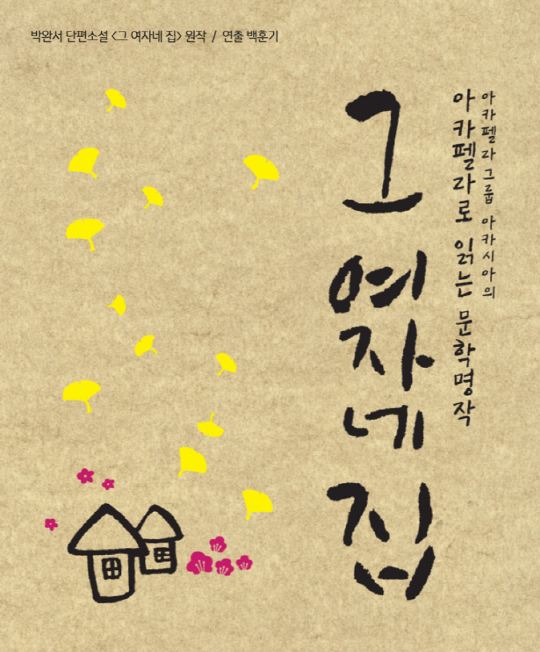 박완서 단편소설 <그 여자네 집> 원작 / 연출 백훈기
아카펠라 그룹 아카시아의
아카펠라로 읽는 문학명작
그 여자네 집